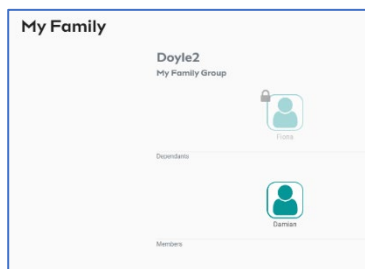 My Family
Doyle2
My Family Group
Fiona
Dependants
Damian
Members